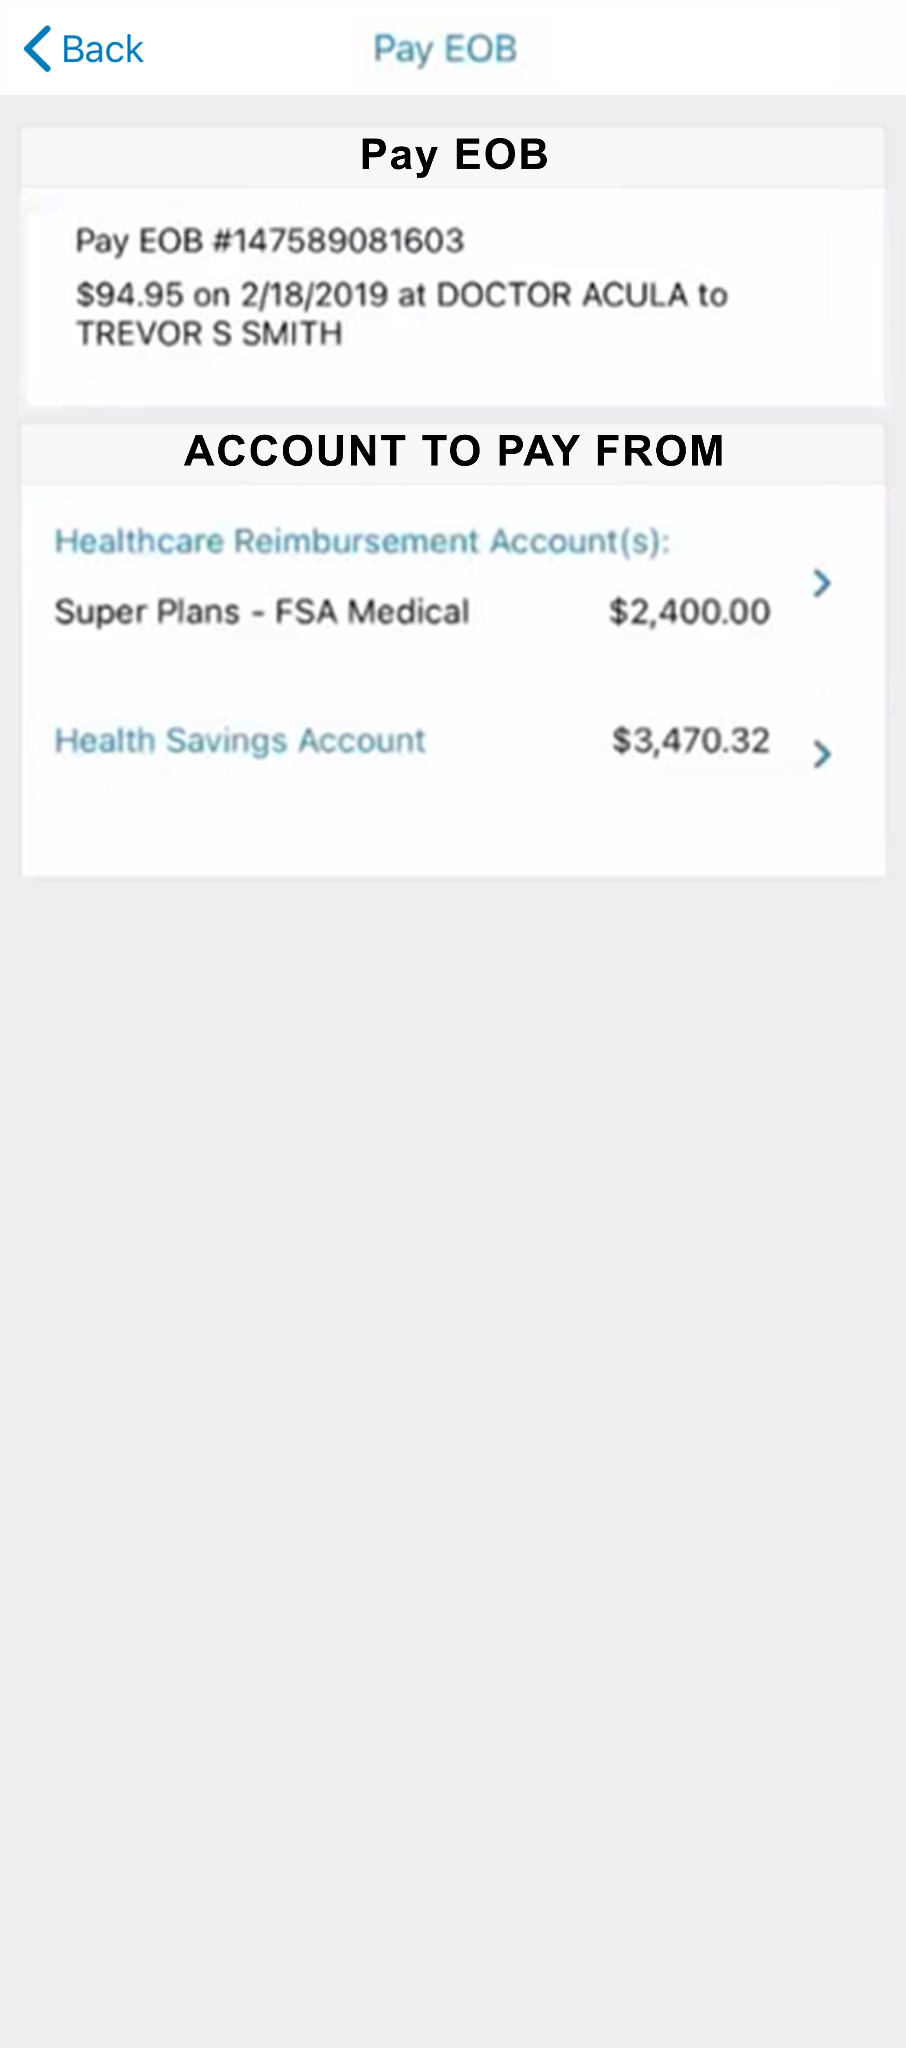 Back
Pay EOB
Pay EOB
Pay EOB #147589081603
$94.95 on 2/18/2019 at DOCTOR ACULA to
TREVOR S SMITH
ACCOUNT TO PAY FROM
Healthcare Reimbursement Account(s):
Super Plans - FSA Medical $2,400.00
Health Savings Account $3,470.32